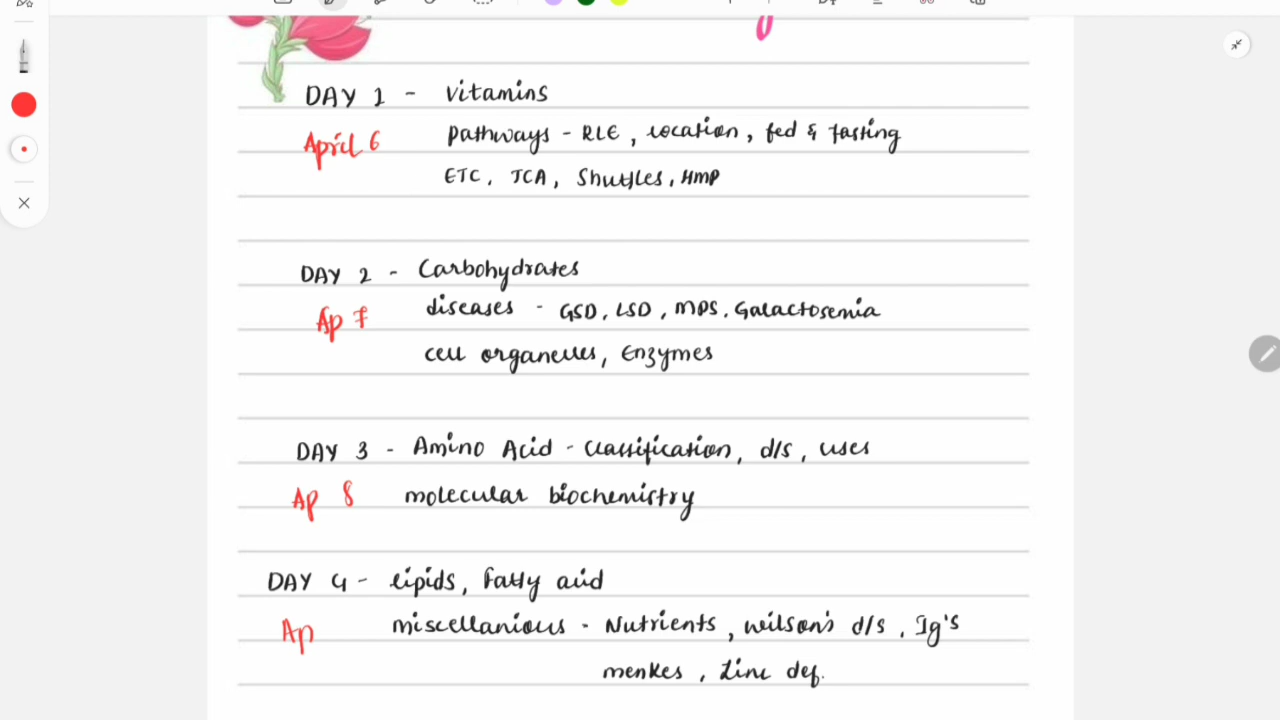 DAY 1 - Vitamins
April 6 Pathways - RLE, location, fed & fasting
ETC, TCA, Shuttles, HMP
DAY 2 - Carbohydrates
Ap 7 diseases - GSD, LSD, MPS, Galactosemia
cell organelles, Enzymes
DAY 3 - Amino Acid - Classification, d/s, uses
Ap 8 molecular biochemistry
DAY 4 - lipids, Fatty acid
Ap miscellanious - Nutrients, wilson's d/s, Ig's
menkes, Zinc def.